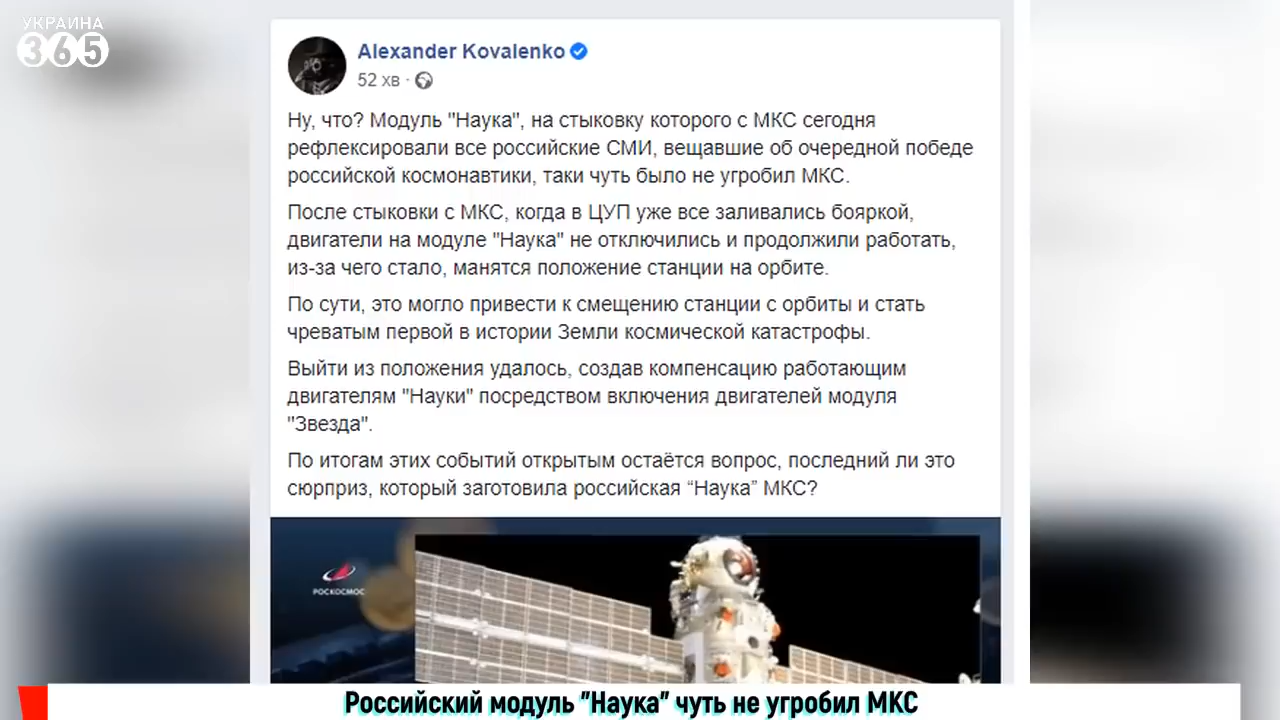 УКРАИНА
365
Alexander Kovalenko
52 хв ·
Ну, что? Модуль "Наука", на стыковку которого с МКС сегодня
рефлексировали все российские СМИ, вещавшие об очередной победе
российской космонавтики, таки чуть было не угробил МКС.
После стыковки с МКС, когда в ЦУП уже все заливались бояркой,
двигатели на модуле "Наука" не отключились и продолжили работать,
из-за чего стало, манятся положение станции на орбите.
По сути, это могло привести к смещению станции с орбиты и стать
чреватым первой в истории Земли космической катастрофы.
Выйти из положения удалось, создав компенсацию работающим
двигателям "Науки" посредством включения двигателей модуля
"Звезда".
По итогам этих событий открытым остаётся вопрос, последний ли это
сюрприз, который заготовила российская “Наука” МКС?
РОСКОСМОС
Российский модуль "Наука" чуть не угробил МКС